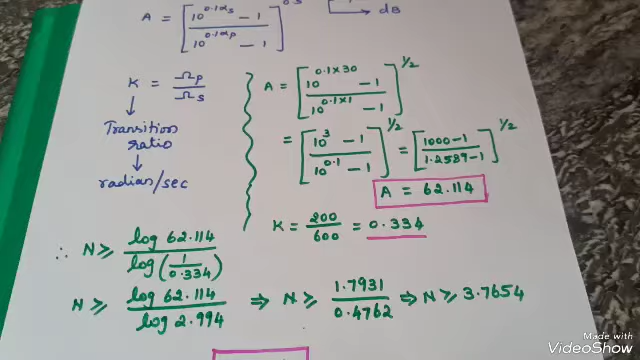 A = [ (10^0.1αs - 1) / (10^0.1αp - 1) ]^0.5
→ dB
K = Ωp / Ωs
↓
Transition
ratio
↓
radian/sec
A = [ (10^0.1×30 - 1) / (10^0.1×1 - 1) ]^1/2
= [ (10^3 - 1) / (10^0.1 - 1) ]^1/2 = [ (1000-1) / (1.2589-1) ]^1/2
A = 62.114
K = 200 / 600 = 0.334
∴ N ≥ log 62.114 / log (1 / 0.334)
N ≥ log 62.114 / log 2.994 ⇒ N ≥ 1.7931 / 0.4762 ⇒ N ≥ 3.7654
Made With
VideoShow